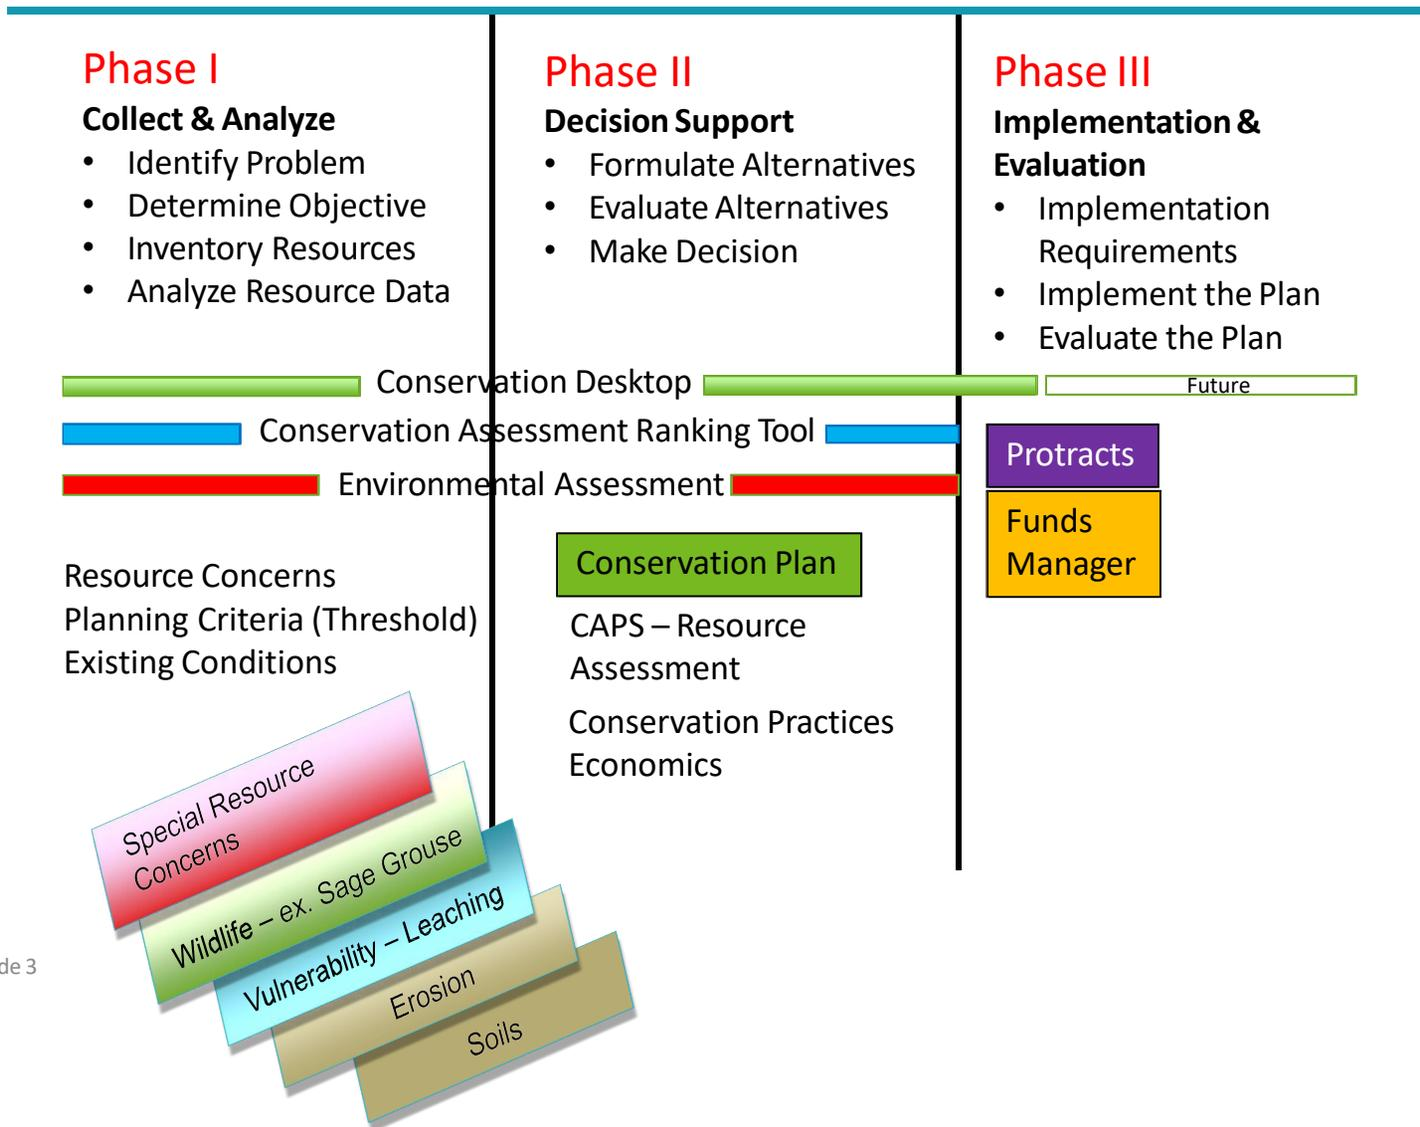 Phase I
Collect & Analyze
• Identify Problem
• Determine Objective
• Inventory Resources
• Analyze Resource Data
Phase II
Decision Support
• Formulate Alternatives
• Evaluate Alternatives
• Make Decision
Phase III
Implementation &
Evaluation
• Implementation
Requirements
• Implement the Plan
• Evaluate the Plan
Conservation Desktop
Future
Conservation Assessment Ranking Tool
Environmental Assessment
Protracts
Funds
Manager
Resource Concerns
Planning Criteria (Threshold)
Existing Conditions
Conservation Plan
CAPS – Resource
Assessment
Conservation Practices
Economics
Special Resource
Concerns
Wildlife – ex. Sage Grouse
Vulnerability – Leaching
Erosion
Soils
de 3